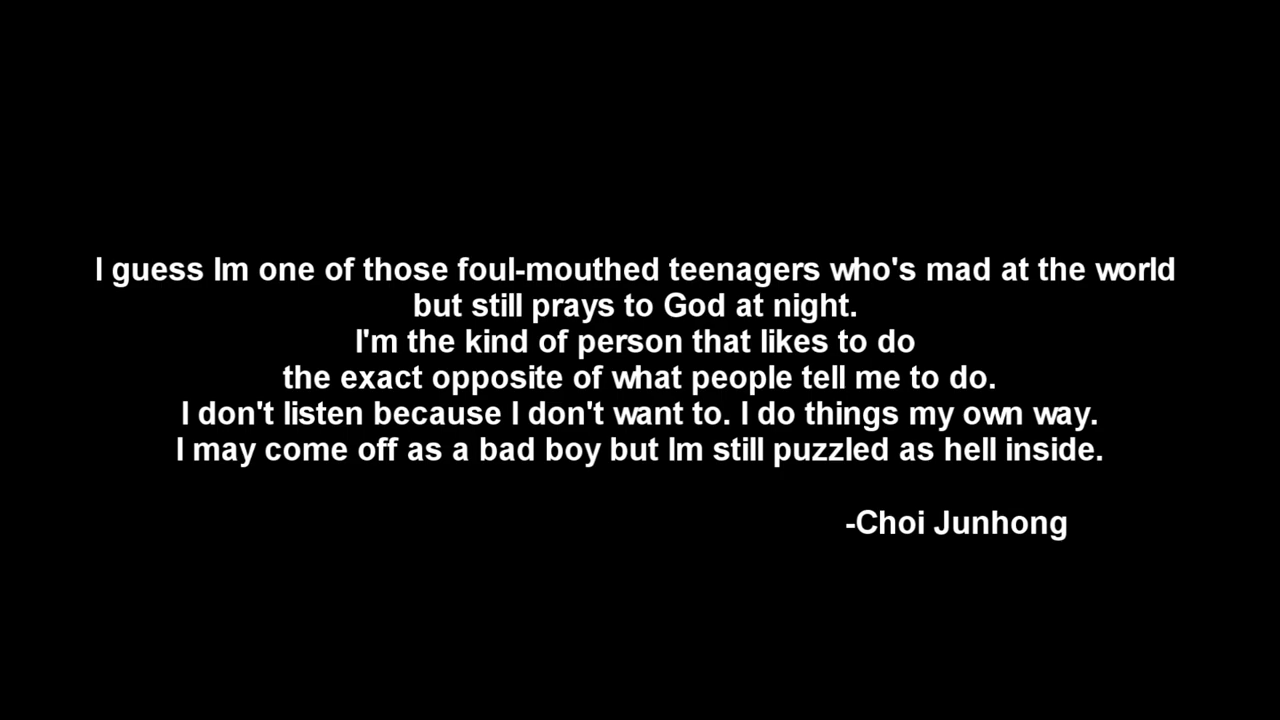 I guess Im one of those foul-mouthed teenagers who's mad at the world
but still prays to God at night.
I'm the kind of person that likes to do
the exact opposite of what people tell me to do.
I don't listen because I don't want to. I do things my own way.
I may come off as a bad boy but Im still puzzled as hell inside.
-Choi Junhong